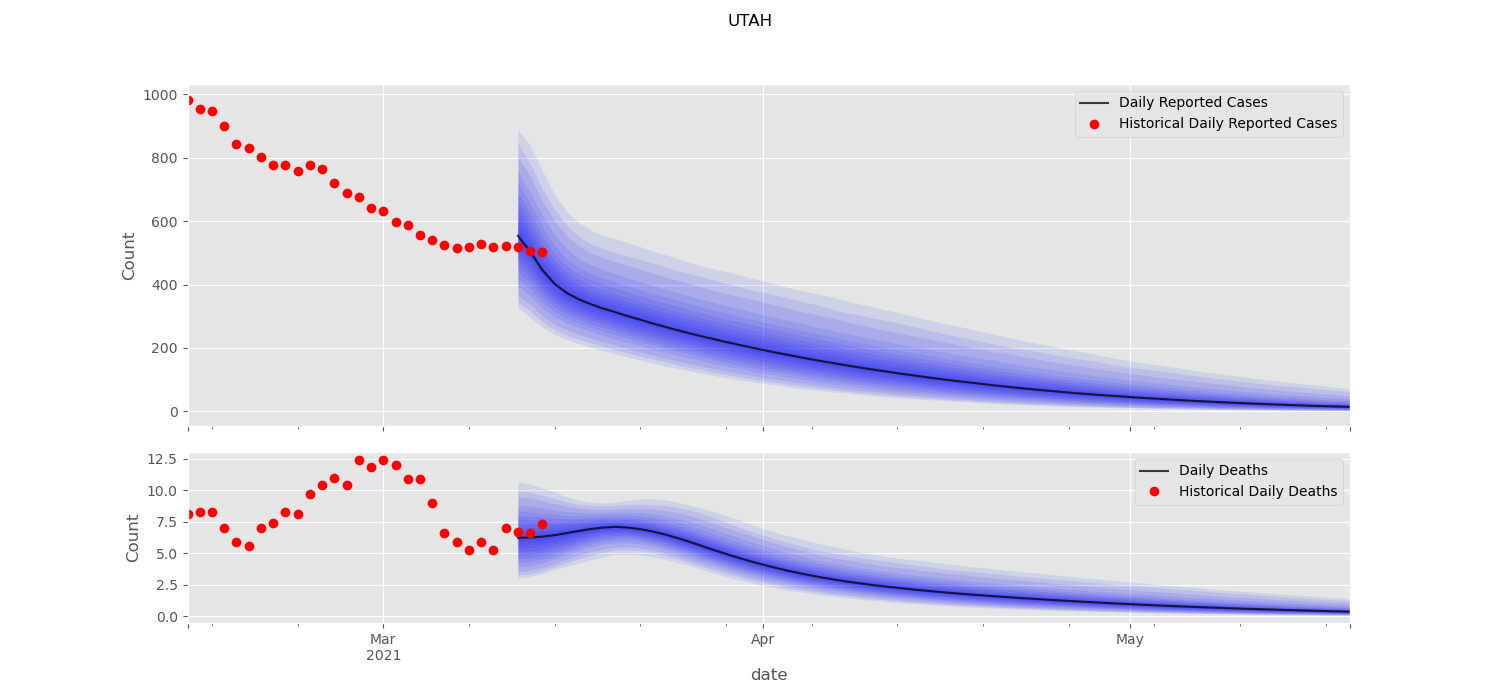 UTAH
1000
800
600
400
200
0
Count
Daily Reported Cases
Historical Daily Reported Cases
12.5
10.0
7.5
5.0
2.5
0.0
Count
Daily Deaths
Historical Daily Deaths
Mar
2021
Apr
May
date